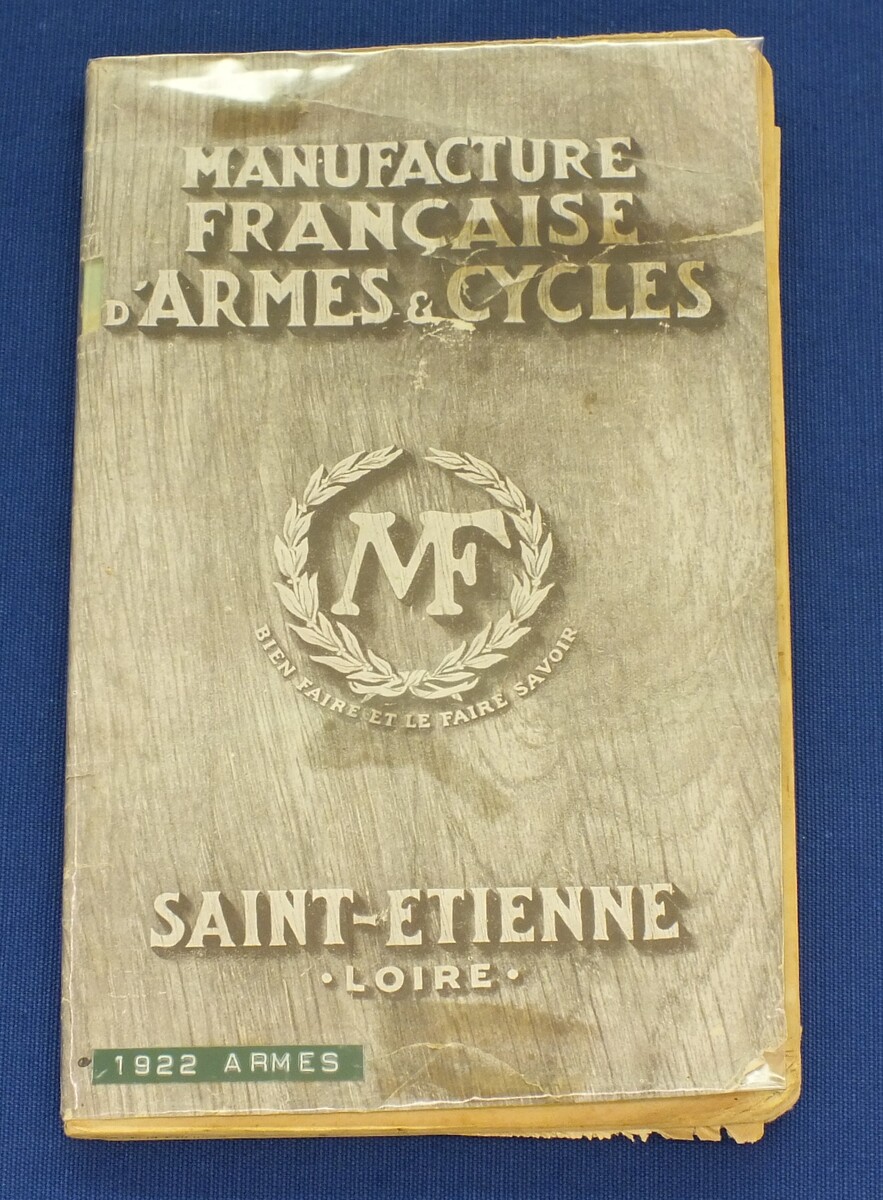 MANUFACTURE
FRANÇAISE
D'ARMES & CYCLES
MF
BIEN FAIRE ET LE FAIRE SAVOIR
SAINT-ETIENNE
•LOIRE•
1922 ARMES